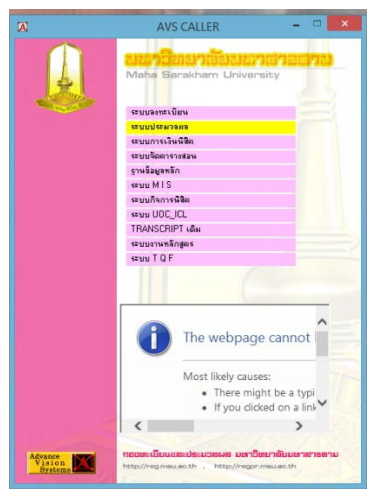 AVS CALLER
มหาวิทยาลัยมหาสารคาม
Maha Sarakham University
ระบบลงทะเบียน
ระบบประมวลผล
ระบบการเงินนิสิต
ระบบจัดตารางสอน
ฐานข้อมูลหลัก
ระบบ M I S
ระบบกิจการนิสิต
ระบบ UOC_ICL
TRANSCRIPT เดิม
ระบบงานหลักสูตร
ระบบ T Q F
The webpage cannot
Most likely causes:
There might be a typi
If you clicked on a link
Advance
Vision
Systems
กองทะเบียนและประมวลผล มหาวิทยาลัยมหาสารคาม
http://reg.msu.ac.th , http://regpr.msu.ac.th